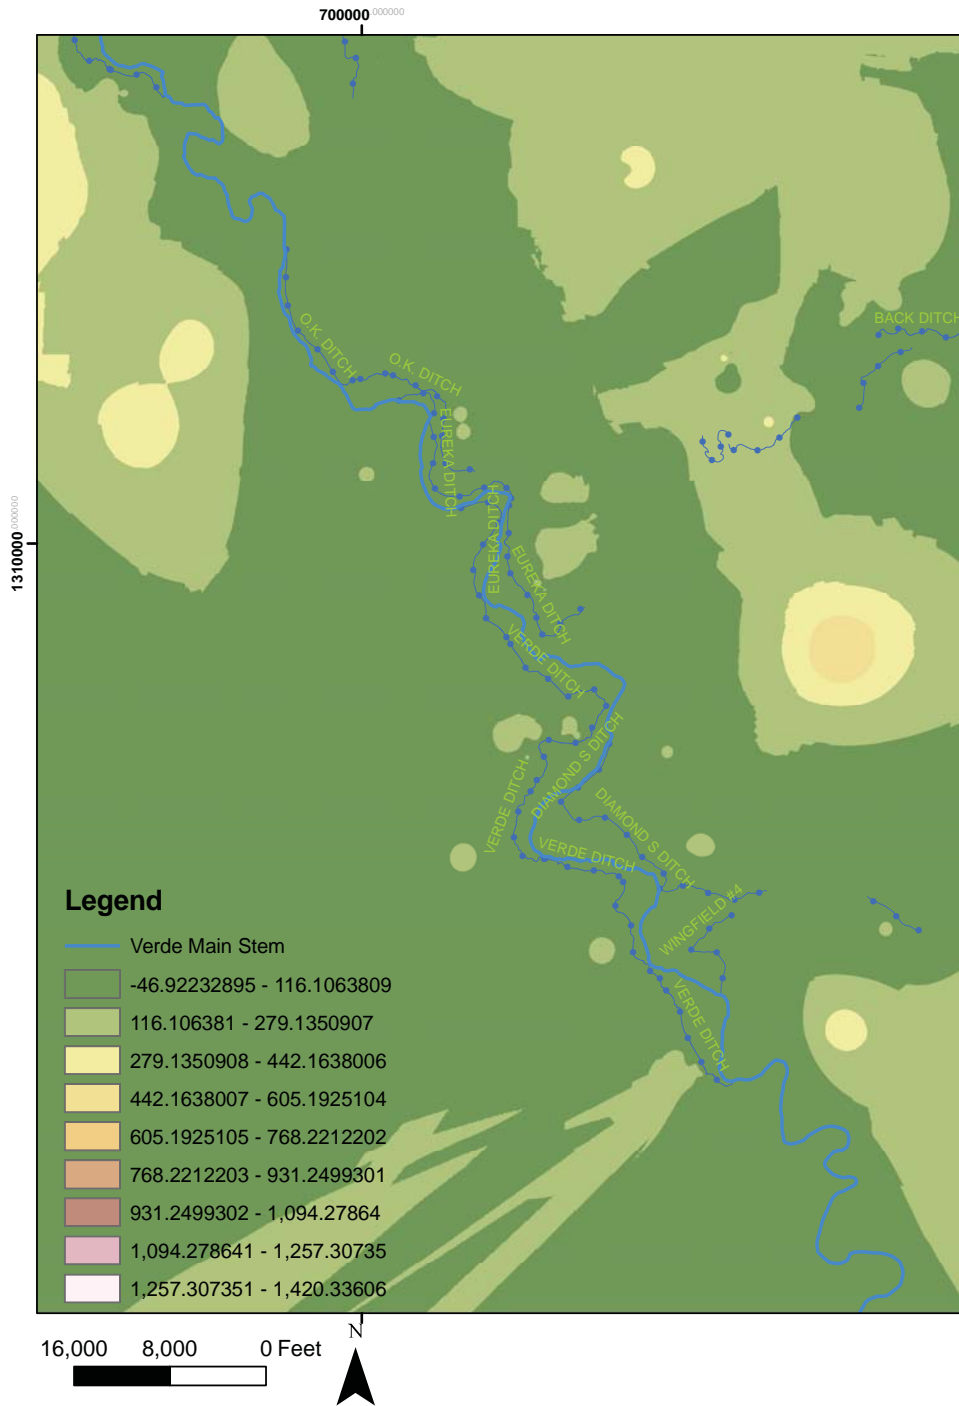 700000.000000
1310000.000000
O.K. DITCH
O.K. DITCH
BACK DITCH
EUREKA DITCH
EUREKA DITCH
EUREKA DITCH
VERDE DITCH
DIAMOND S DITCH
VERDE DITCH
DIAMOND S DITCH
VERDE DITCH
WINGFIELD #4
VERDE DITCH
Legend
Verde Main Stem
-46.92232895 - 116.1063809
116.106381 - 279.1350907
279.1350908 - 442.1638006
442.1638007 - 605.1925104
605.1925105 - 768.2212202
768.2212203 - 931.2499301
931.2499302 - 1,094.27864
1,094.278641 - 1,257.30735
1,257.307351 - 1,420.33606
16,000 8,000 0 Feet
N